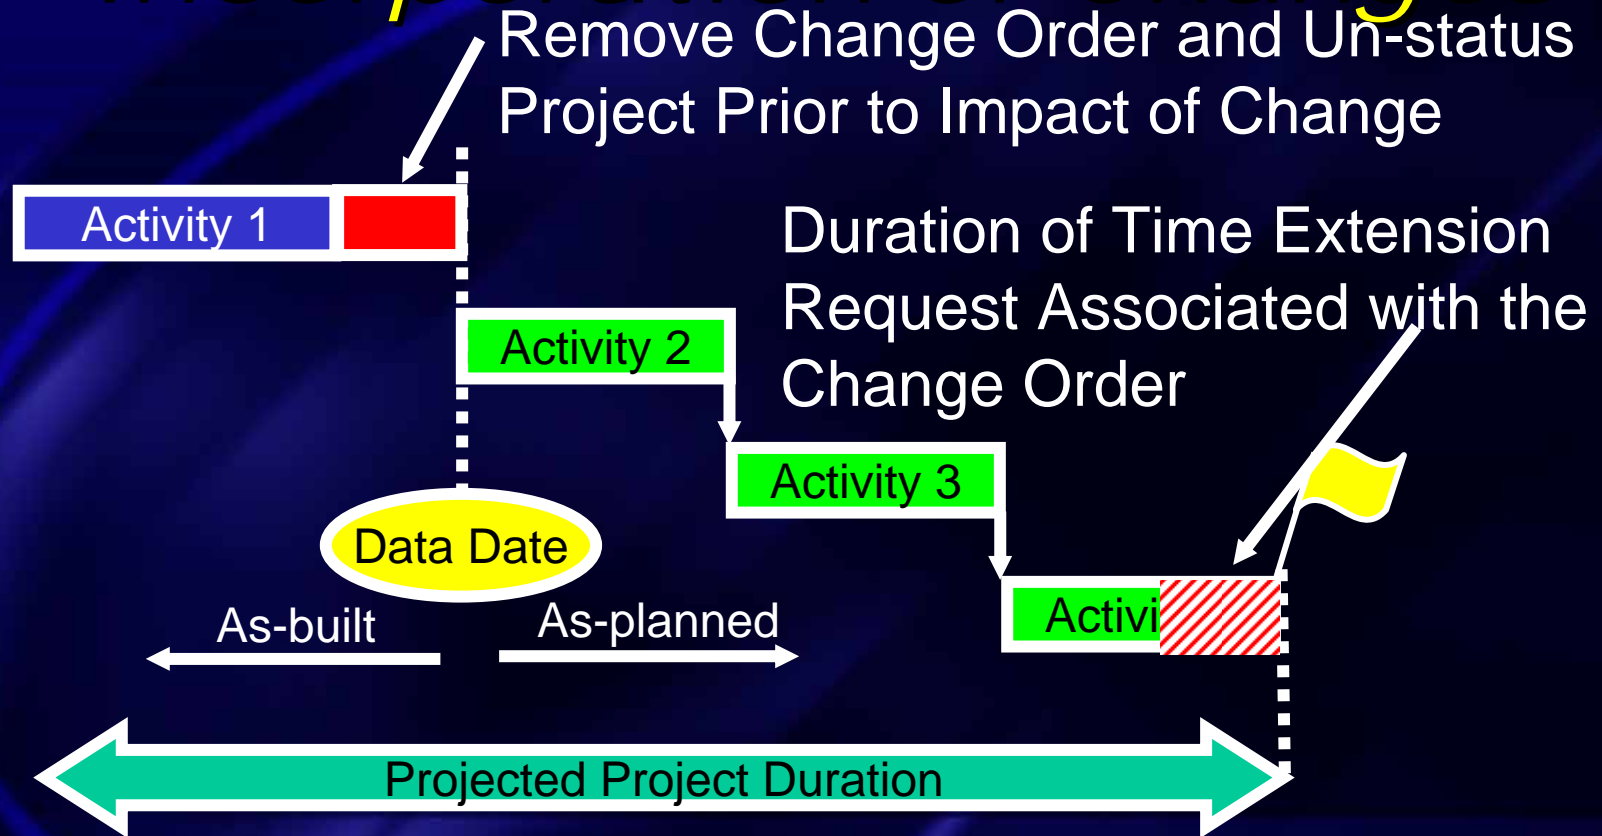 Remove Change Order and Un-status
Project Prior to Impact of Change
Activity 1
Duration of Time Extension
Request Associated with the
Change Order
Activity 2
Activity 3
Data Date
As-built
As-planned
Activi
Projected Project Duration